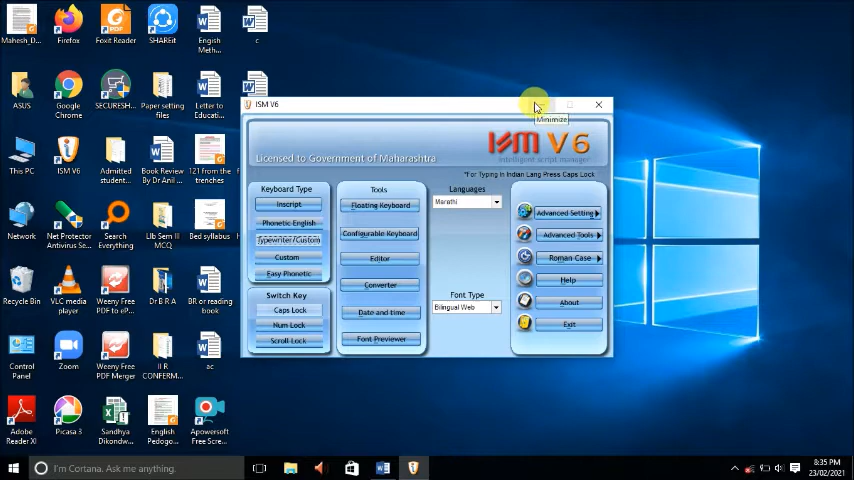 Mahesh_D...
Firefox
Foxit Reader
SHAREit
Engish Meth...
c
ASUS
Google Chrome
SECURESH...
Paper setting files
Letter to Educati...
This PC
ISM V6
Admitted student...
Book Review By Dr Anil ...
121 from the trenches
Network
Net Protector Antivirus Se...
Search Everything
Llb Sem II MCQ
Bed syllabus
Recycle Bin
VLC media player
Weeny Free PDF to eP...
Dr B R A
BR or reading book
Control Panel
Zoom
Weeny Free PDF Merger
II R CONFERM...
ac
Adobe Reader XI
Picasa 3
Sandhya Dikondw...
English Pedogo...
Apowersoft Free Scre...
ISM V6
Minimize
Licensed to Government of Maharashtra
ISM V 6
intelligent script manager
*For Typing in Indian Lang Press Caps Lock
Keyboard Type
Inscript
Phonetic English
Typewriter/Custom
Custom
Easy Phonetic
Switch Key
Caps Lock
Num Lock
Scroll Lock
Tools
Floating Keyboard
Configurable Keyboard
Editor
Converter
Date and time
Font Previewer
Languages
Marathi
Font Type
Bilingual Web
Advanced Setting
Advanced Tools
Roman Case
Help
About
Exit
I'm Cortana. Ask me anything.
8:35 PM
23/02/2021